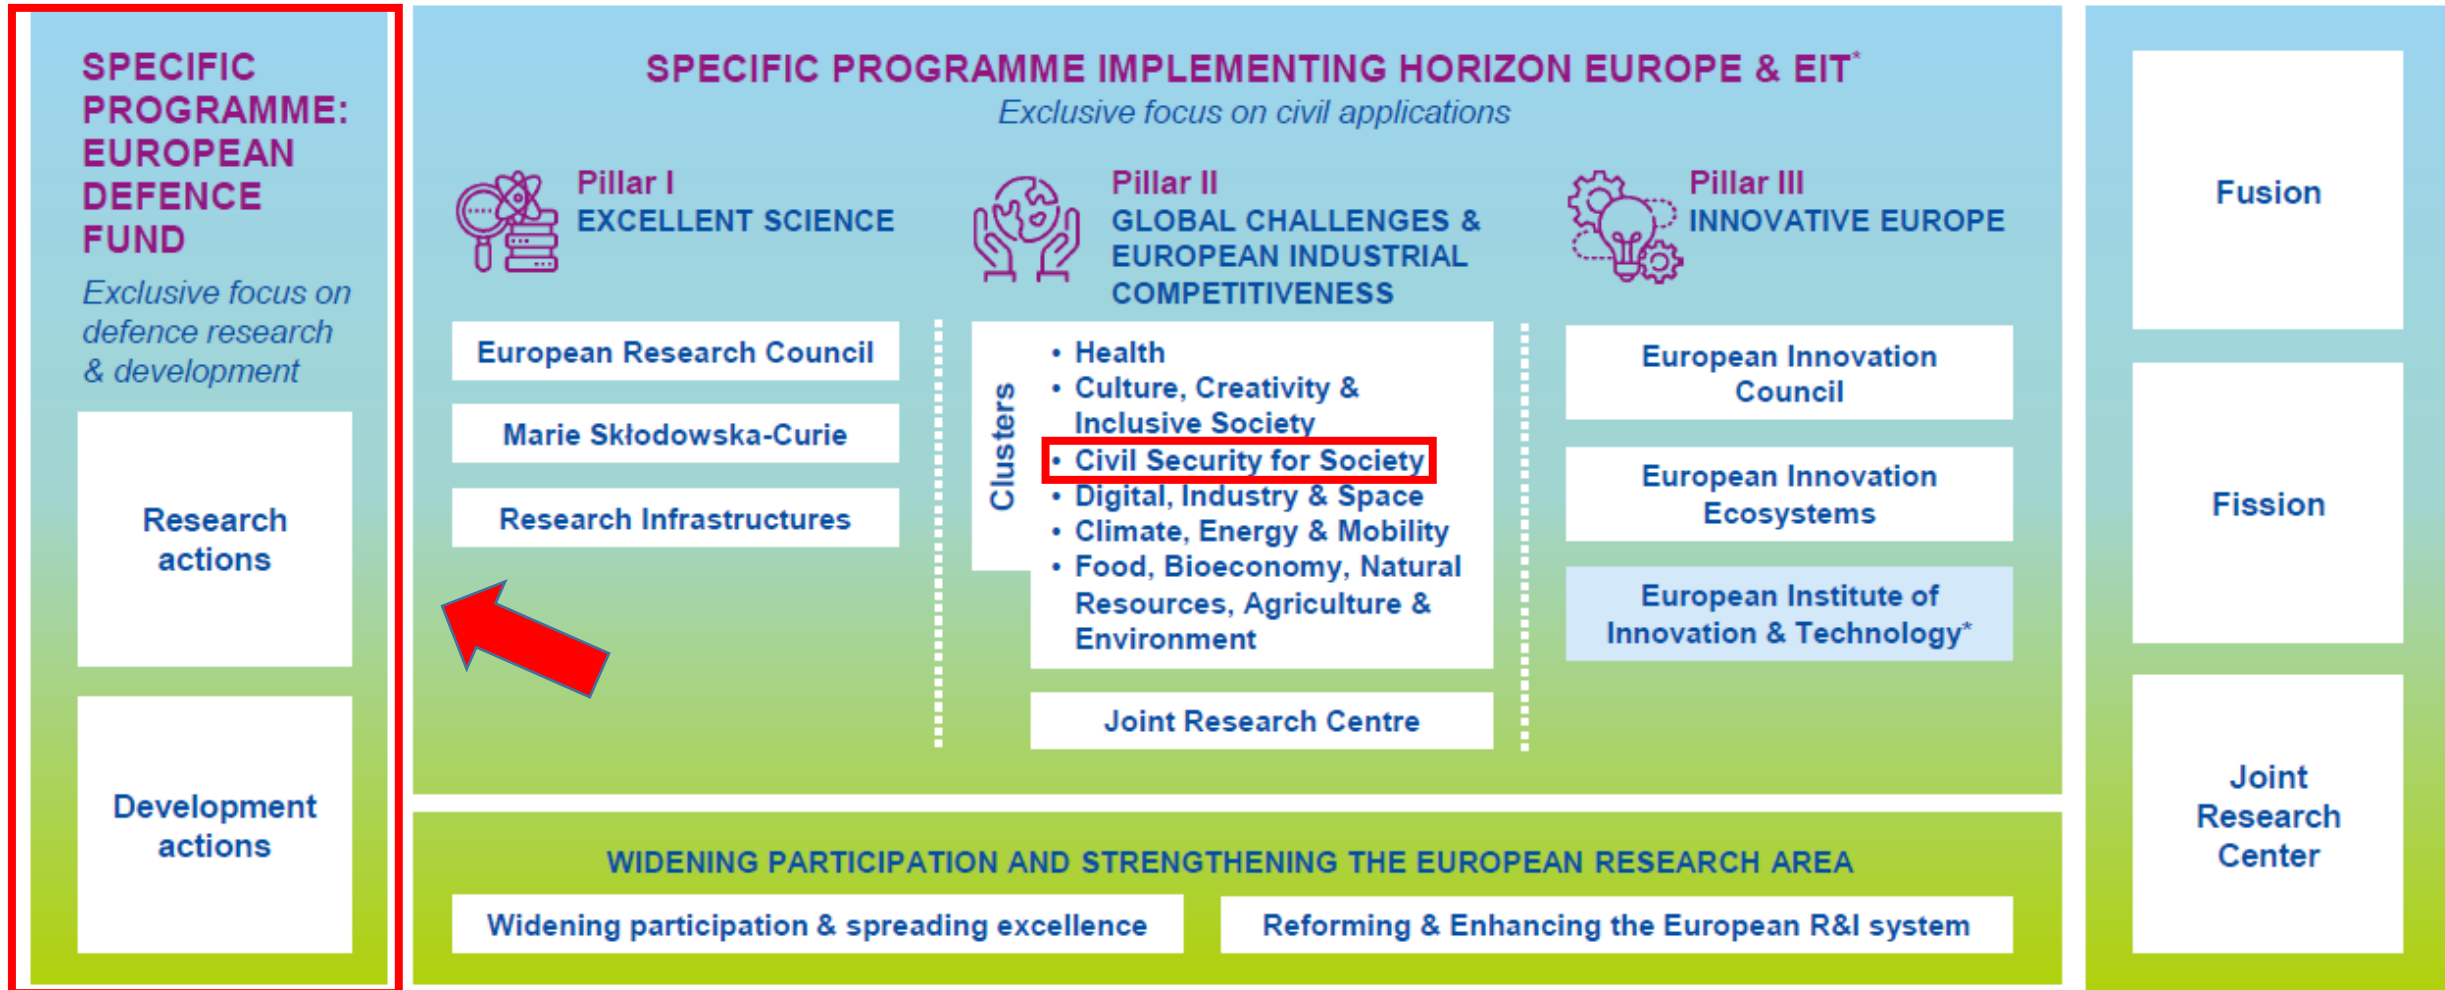 SPECIFIC
PROGRAMME:
EUROPEAN
DEFENCE
FUND
Exclusive focus on
defence research
& development
Research
actions
Development
actions
SPECIFIC PROGRAMME IMPLEMENTING HORIZON EUROPE & EIT*
Exclusive focus on civil applications
Pillar I
EXCELLENT SCIENCE
European Research Council
Marie Skłodowska-Curie
Research Infrastructures
Pillar II
GLOBAL CHALLENGES &
EUROPEAN INDUSTRIAL
COMPETITIVENESS
Clusters
• Health
• Culture, Creativity &
Inclusive Society
• Civil Security for Society
• Digital, Industry & Space
• Climate, Energy & Mobility
• Food, Bioeconomy, Natural
Resources, Agriculture &
Environment
Joint Research Centre
Pillar III
INNOVATIVE EUROPE
European Innovation
Council
European Innovation
Ecosystems
European Institute of
Innovation & Technology*
WIDENING PARTICIPATION AND STRENGTHENING THE EUROPEAN RESEARCH AREA
Widening participation & spreading excellence
Reforming & Enhancing the European R&I system
Fusion
Fission
Joint
Research
Center